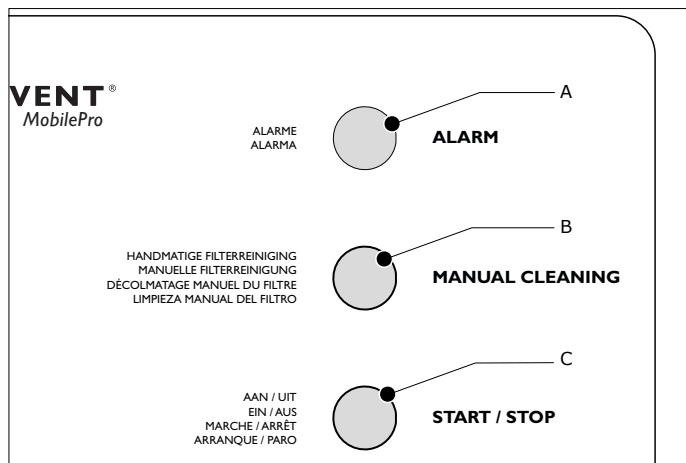 VENT®
MobilePro
A
ALARME
ALARMA
ALARM
B
HANDMATIGE FILTERREINIGING
MANUELLE FILTERREINIGUNG
DÉCOLMATAGE MANUEL DU FILTRE
LIMPIEZA MANUAL DEL FILTRO
MANUAL CLEANING
C
AAN / UIT
EIN / AUS
MARCHE / ARRÊT
ARRANQUE / PARO
START / STOP